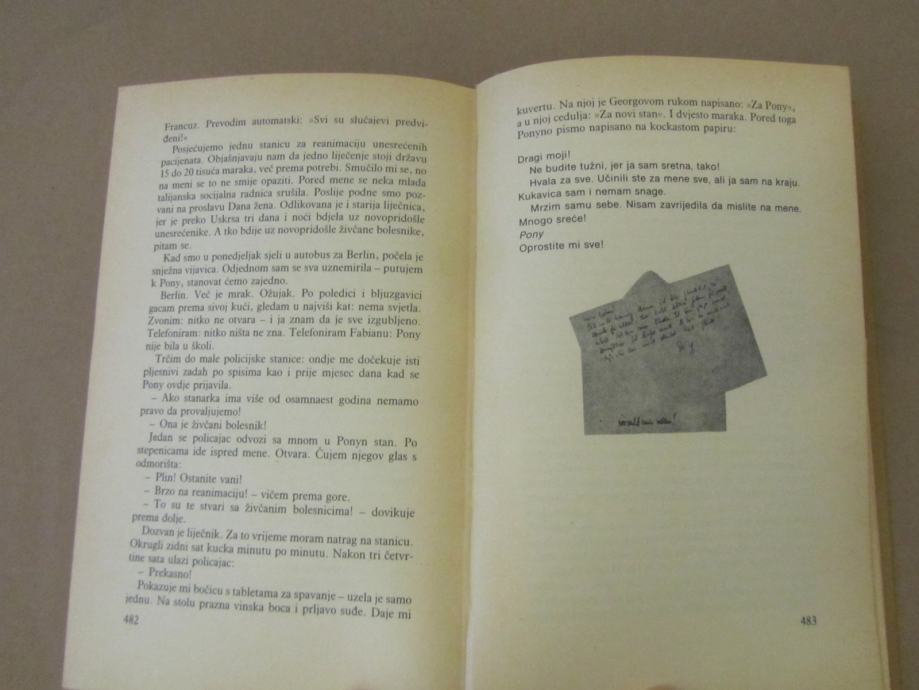 Francuz. Prevodim automatski: »Svi su slučajevi predvi-
đeni!«
Posjećujemo jednu stanicu za reanimaciju unesrećenih
pacijenata. Objašnjavaju nam da jedno liječenje stoji državu
15 do 20 tisuća maraka, već prema potrebi. Smučilo mi se, no
na meni se to ne smije opaziti. Pored mene se neka mlada
talijanska socijalna radnica srušila. Poslije podne smo poz-
vani na proslavu Dana žena. Odlikovana je i starija liječnica,
jer je preko Uskrsa tri dana i noći bdjela uz novopridošle
unesrećenike. A tko bdije uz novopridošle živčane bolesnike,
pitam se.
Kad smo u ponedjeljak sjeli u autobus za Berlin, počela je
snježna vijavica. Odjednom sam se sva uznemirila – putujem
k Pony, stanovat ćemo zajedno.
Berlin. Već je mrak. Ožujak. Po poledici i bljuzgavici
gacam prema sivoj kući, gledam u najviši kat: nema svjetla.
Zvonim: nitko ne otvara – i ja znam da je sve izgubljeno.
Telefoniram: nitko ništa ne zna. Telefoniram Fabianu: Pony
nije bila u školi.
Trčim do male policijske stanice: ondje me dočekuje isti
pljesnivi zadah po spisima kao i prije mjesec dana kad se
Pony ovdje prijavila.
– Ako stanarka ima više od osamnaest godina nemamo
pravo da provaljujemo!
– Ona je živčani bolesnik!
Jedan se policajac odvozi sa mnom u Ponyn stan. Po
stepenicama ide ispred mene. Otvara. Čujem njegov glas s
odmorišta:
– Plin! Ostanite vani!
– Brzo na reanimaciju! – vičem prema gore.
– To su te stvari sa živčanim bolesnicima! – dovikuje
prema dolje.
Dozvan je liječnik. Za to vrijeme moram natrag na stanicu.
Okrugli zidni sat kucka minutu po minutu. Nakon tri četvr-
tine sata ulazi policajac:
– Prekasno!
Pokazuje mi bočicu s tabletama za spavanje – uzela je samo
jednu. Na stolu prazna vinska boca i prljavo suđe. Daje mi
482
kuvertu. Na njoj je Georgovom rukom napisano: »Za Pony«,
a u njoj cedulja: »Za novi stan«. I dvjesto maraka. Pored toga
Ponyno pismo napisano na kockastom papiru:
Dragi moji!
Ne budite tužni, jer ja sam sretna, tako!
Hvala za sve. Učinili ste za mene sve, ali ja sam na kraju.
Kukavica sam i nemam snage.
Mrzim samu sebe. Nisam zavrijedila da mislite na mene.
Mnogo sreće!
Pony
Oprostite mi sve!
483